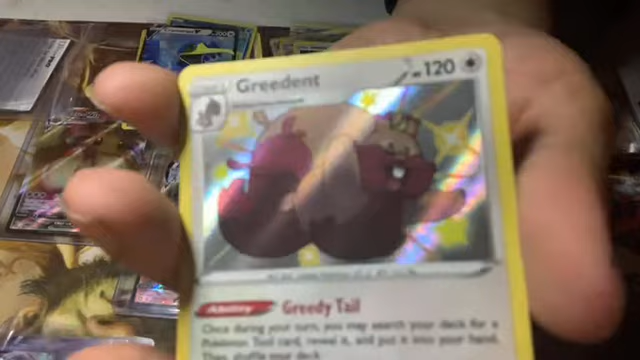 Greedent
HP 120
Ability Greedy Tail
Once during your turn, you may search your deck for a
Pokémon Tool card, reveal it, and put it into your hand.
Then, shuffle your deck.